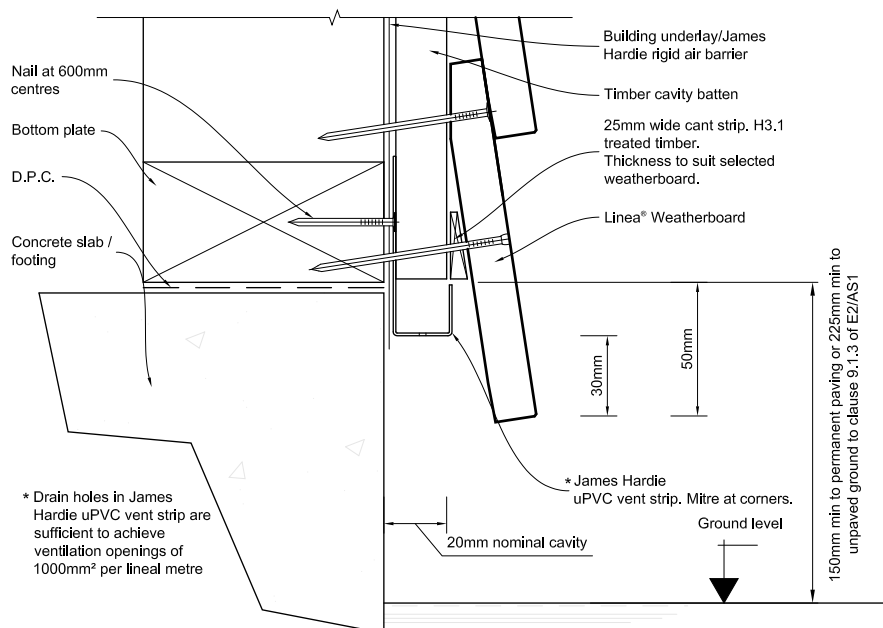 Building underlay/James
Hardie rigid air barrier
Nail at 600mm
centres
Timber cavity batten
Bottom plate
25mm wide cant strip. H3.1
treated timber.
Thickness to suit selected
weatherboard.
D.P.C.
Linea® Weatherboard
Concrete slab /
footing
30mm
50mm
150mm min to permanent paving or 225mm min to
unpaved ground to clause 9.1.3 of E2/AS1
* James Hardie
uPVC vent strip. Mitre at corners.
* Drain holes in James
Hardie uPVC vent strip are
sufficient to achieve
ventilation openings of
1000mm² per lineal metre
20mm nominal cavity
Ground level